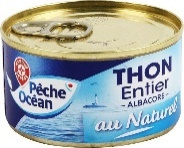 Pêche
Océan
THON
Entier
-ALBACORE-
au Naturel